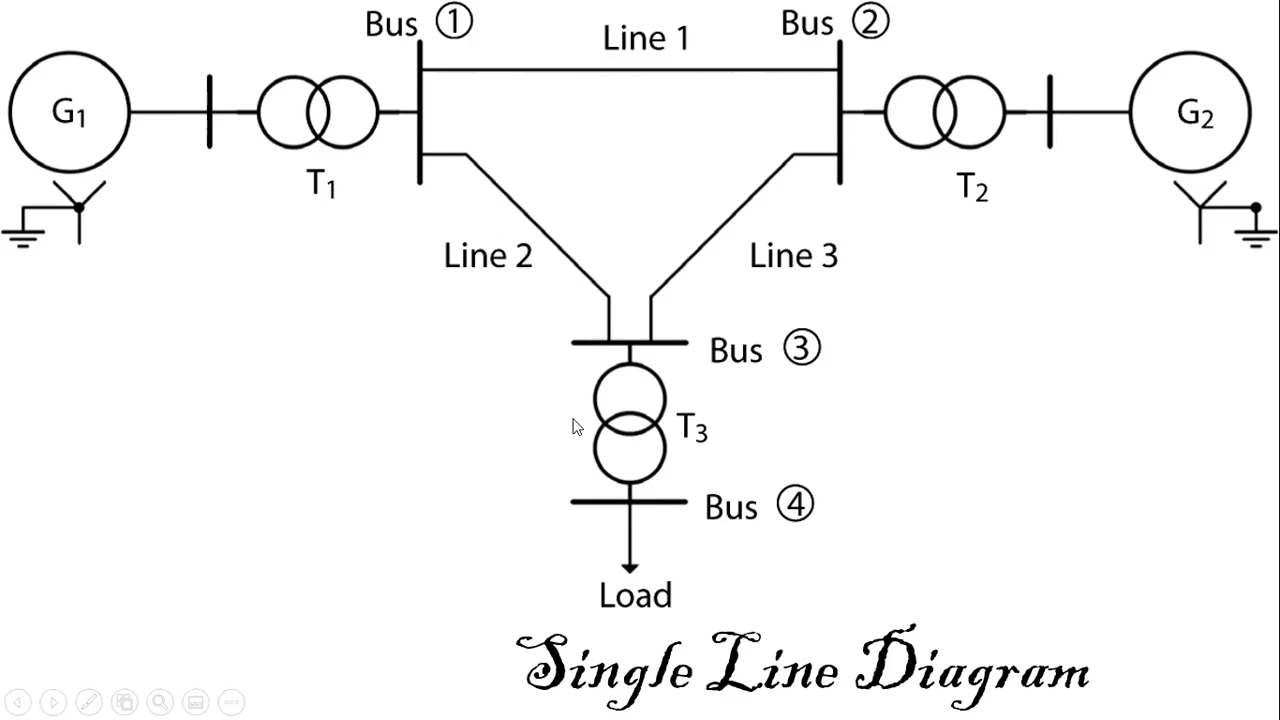 Bus ①
Line 1
Bus ②
G₁
G₂
T₁
T₂
Line 2
Line 3
Bus ③
T₃
Bus ④
Load
Single Line Diagram